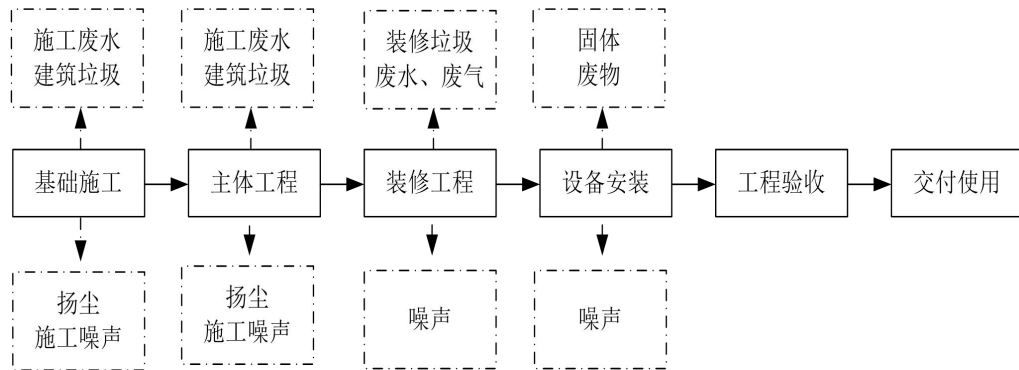 施工废水
建筑垃圾
施工废水
建筑垃圾
装修垃圾
废水、废气
固体
废物
基础施工
主体工程
装修工程
设备安装
工程验收
交付使用
扬尘
施工噪声
扬尘
施工噪声
噪声
噪声